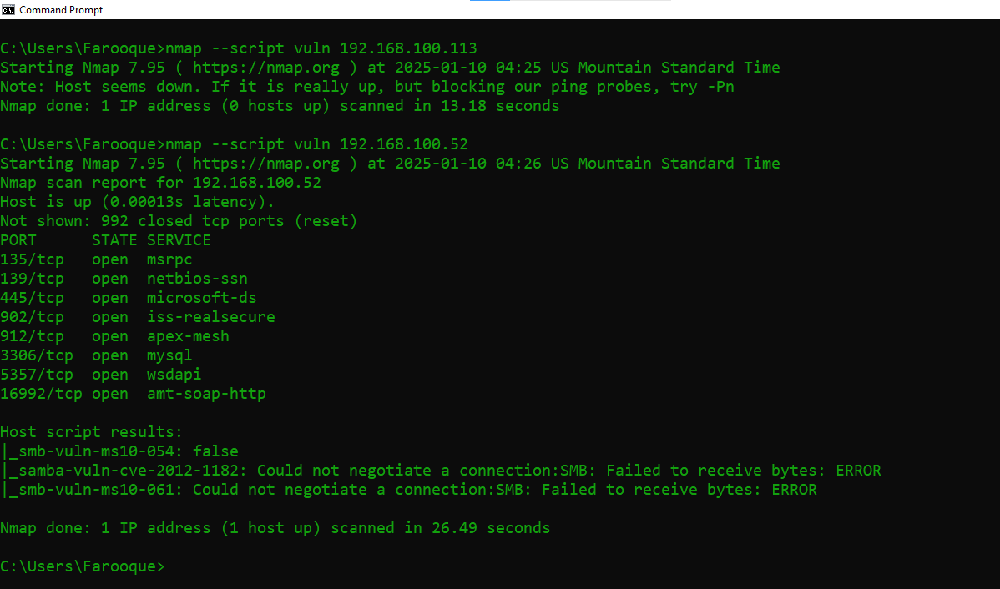 Command Prompt
C:\Users\Farooque>nmap --script vuln 192.168.100.113
Starting Nmap 7.95 ( https://nmap.org ) at 2025-01-10 04:25 US Mountain Standard Time
Note: Host seems down. If it is really up, but blocking our ping probes, try -Pn
Nmap done: 1 IP address (0 hosts up) scanned in 13.18 seconds
C:\Users\Farooque>nmap --script vuln 192.168.100.52
Starting Nmap 7.95 ( https://nmap.org ) at 2025-01-10 04:26 US Mountain Standard Time
Nmap scan report for 192.168.100.52
Host is up (0.00013s latency).
Not shown: 992 closed tcp ports (reset)
PORT      STATE SERVICE
135/tcp   open  msrpc
139/tcp   open  netbios-ssn
445/tcp   open  microsoft-ds
902/tcp   open  iss-realsecure
912/tcp   open  apex-mesh
3306/tcp  open  mysql
5357/tcp  open  wsdapi
16992/tcp open  amt-soap-http
Host script results:
|_smb-vuln-ms10-054: false
|_samba-vuln-cve-2012-1182: Could not negotiate a connection:SMB: Failed to receive bytes: ERROR
|_smb-vuln-ms10-061: Could not negotiate a connection:SMB: Failed to receive bytes: ERROR
Nmap done: 1 IP address (1 host up) scanned in 26.49 seconds
C:\Users\Farooque>